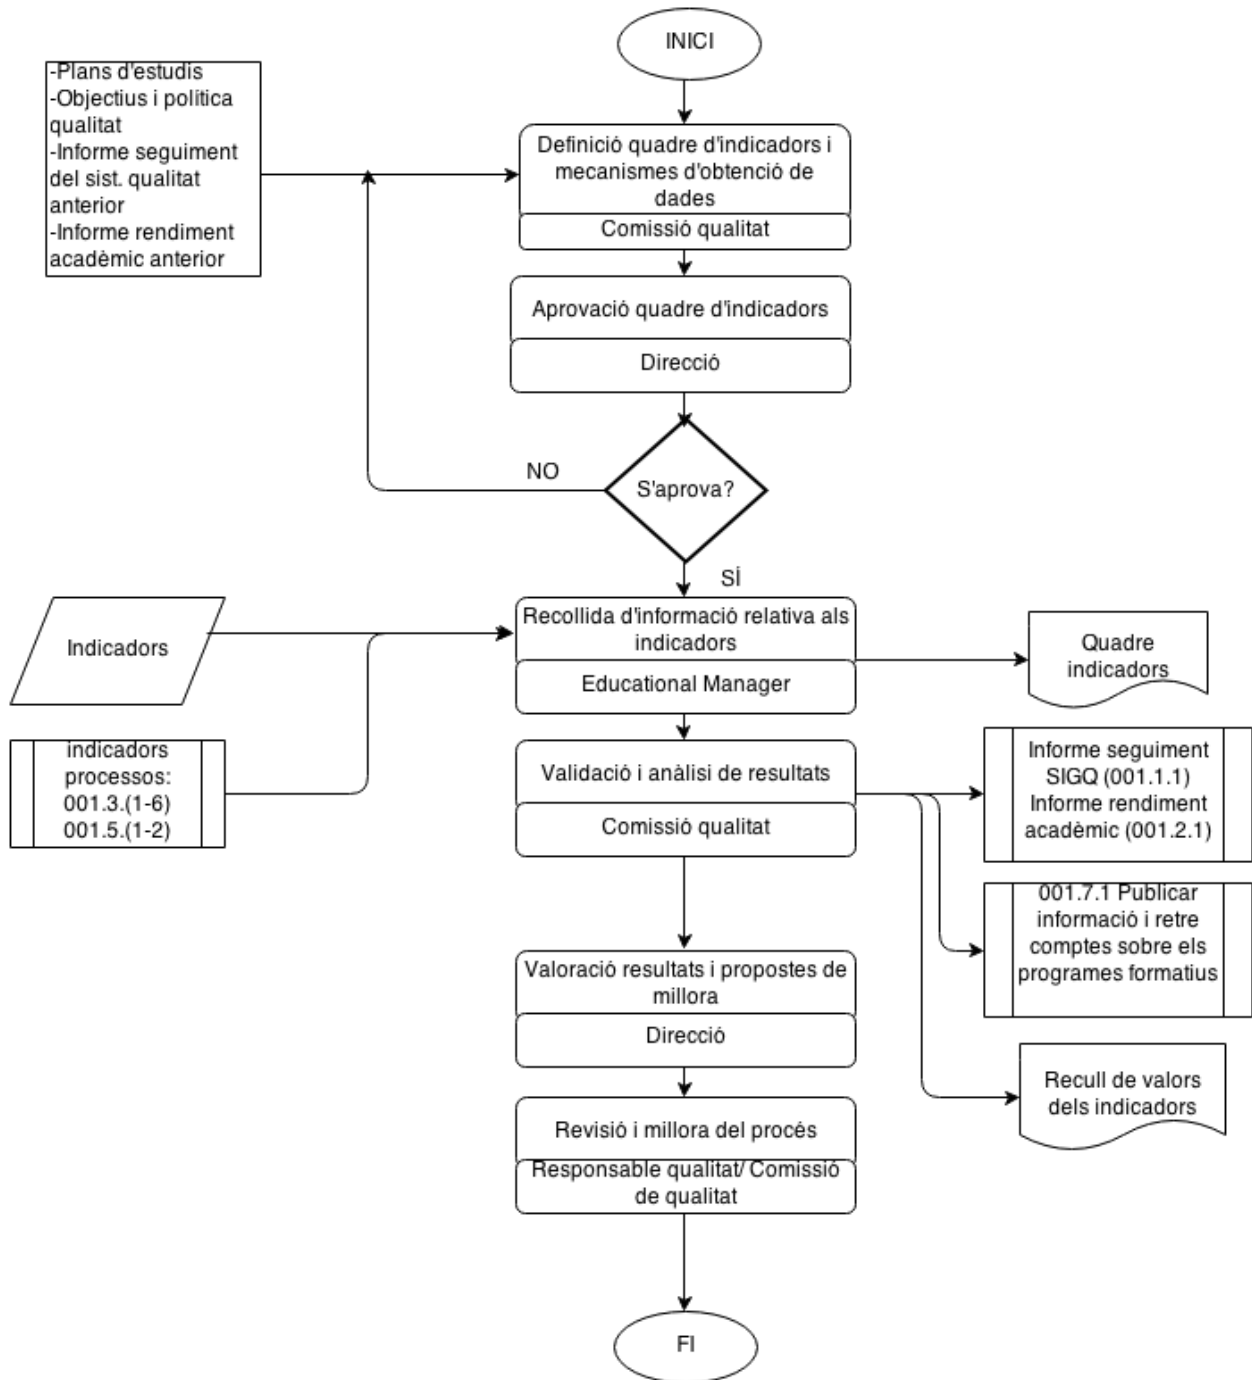 INICI
-Plans d'estudis
-Objectius i política
qualitat
-Informe seguiment
del sist. qualitat
anterior
-Informe rendiment
acadèmic anterior
Definició quadre d'indicadors i
mecanismes d'obtenció de
dades
Comissió qualitat
Aprovació quadre d'indicadors
Direcció
NO
S'aprova?
SÍ
Indicadors
Recollida d'informació relativa als
indicadors
Educational Manager
Quadre
indicadors
indicadors
processos:
001.3.(1-6)
001.5.(1-2)
Validació i anàlisi de resultats
Comissió qualitat
Informe seguiment
SIGQ (001.1.1)
Informe rendiment
acadèmic (001.2.1)
001.7.1 Publicar
informació i retre
comptes sobre els
programes formatius
Valoració resultats i propostes de
millora
Direcció
Recull de valors
dels indicadors
Revisió i millora del procés
Responsable qualitat/ Comissió
de qualitat
FI